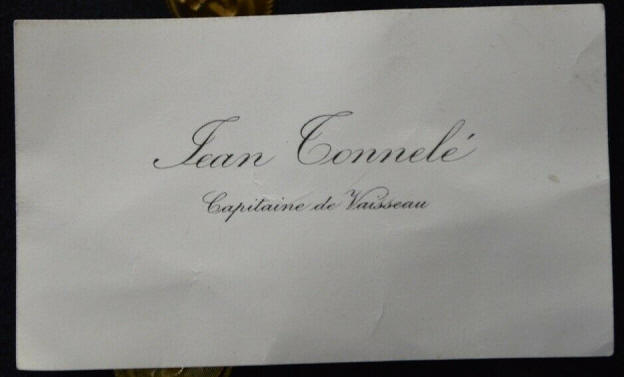 Jean Tonnelé
Capitaine de Vaisseau